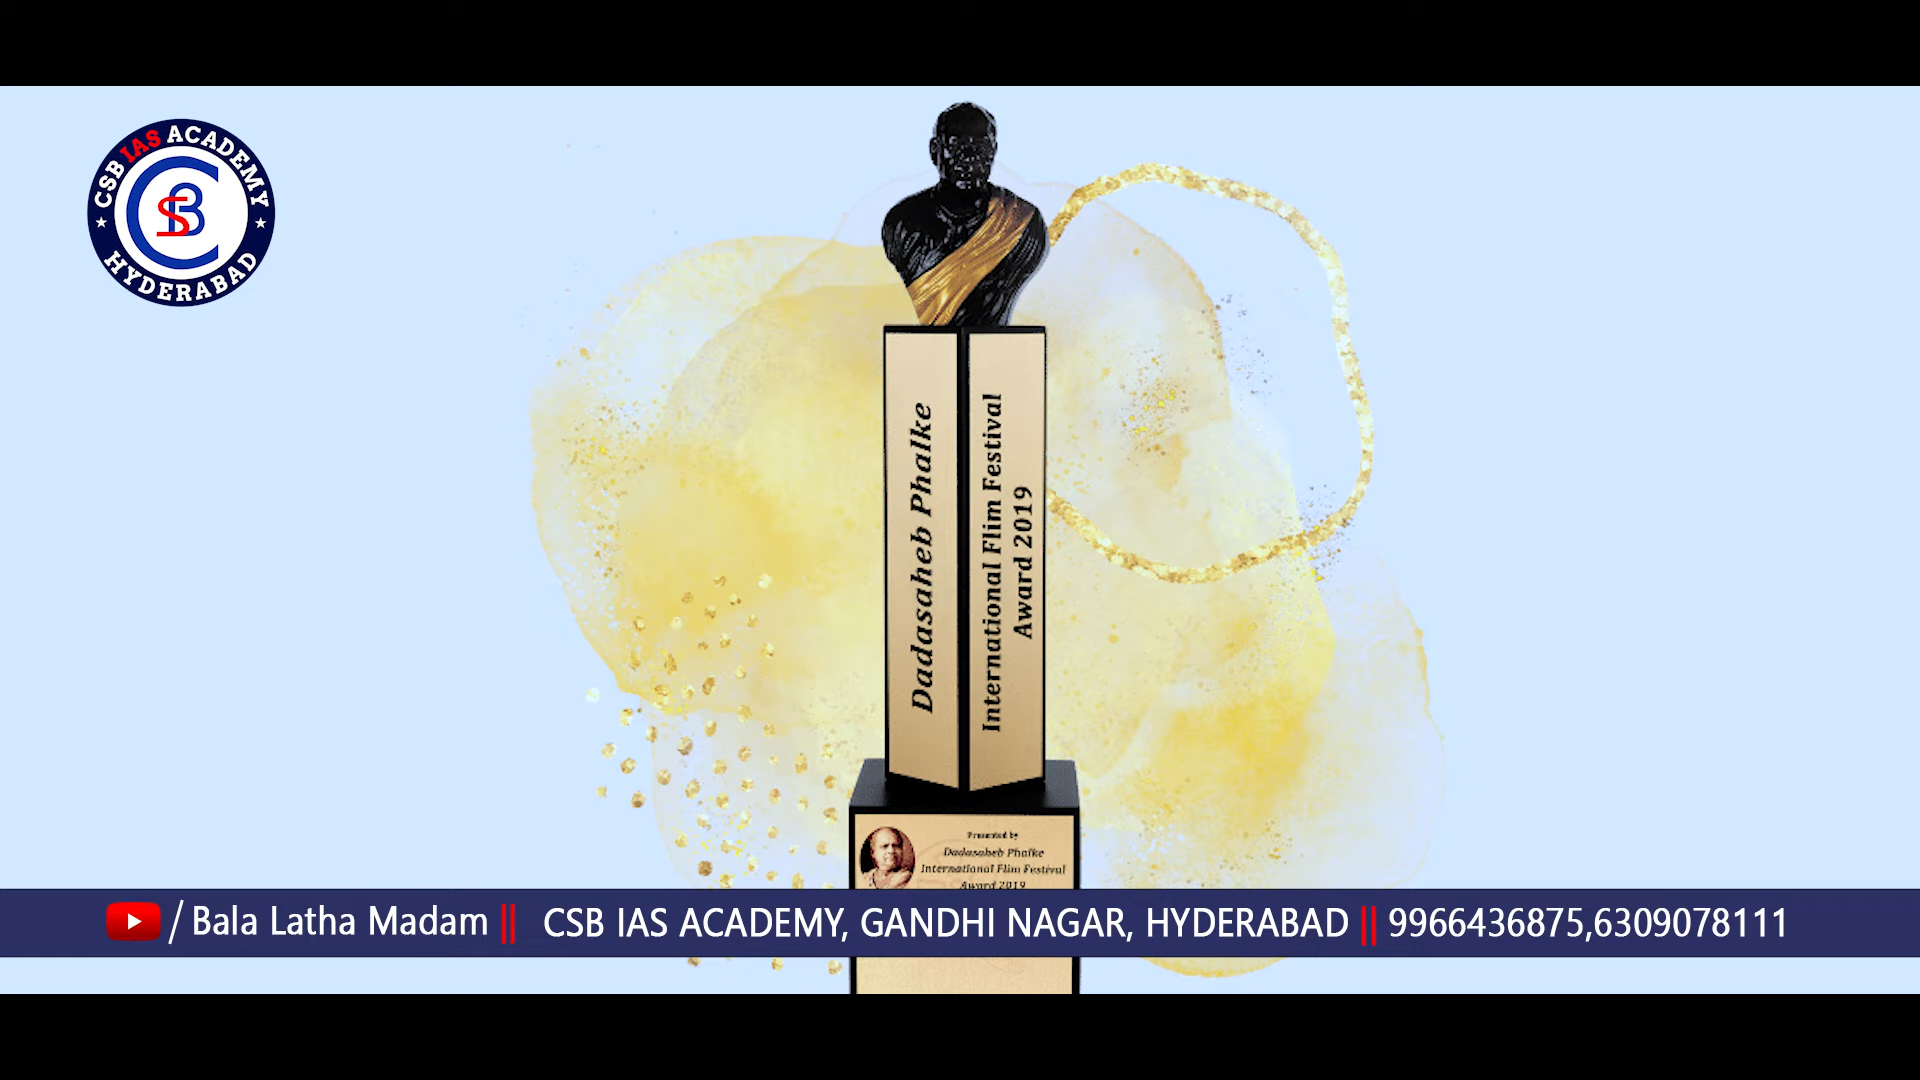 CSB IAS ACADEMY
CSB
HYDERABAD
Dadasaheb Phalke
International Flim Festival
Award 2019
Presented by
Dadasaheb Phalke
International Flim Festival
Award 2019
/ Bala Latha Madam || CSB IAS ACADEMY, GANDHI NAGAR, HYDERABAD || 9966436875,6309078111